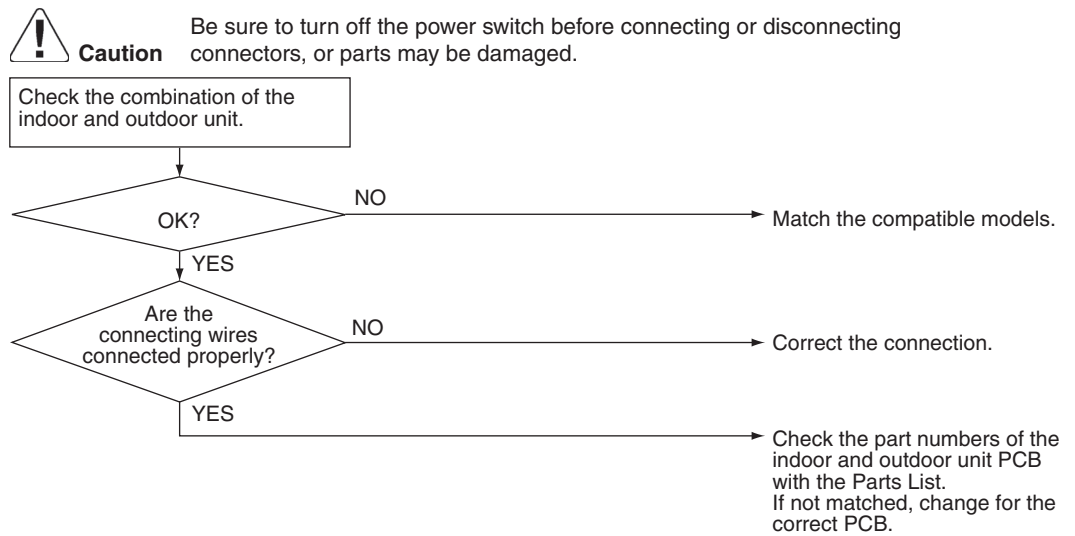 Be sure to turn off the power switch before connecting or disconnecting
Caution connectors, or parts may be damaged.
Check the combination of the
indoor and outdoor unit.
NO
OK?
Match the compatible models.
YES
Are the
connecting wires
connected properly?
NO
Correct the connection.
YES
Check the part numbers of the
indoor and outdoor unit PCB
with the Parts List.
If not matched, change for the
correct PCB.